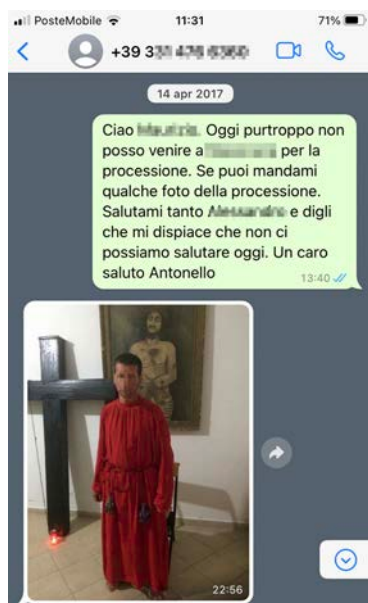 PosteMobile 11:31 71%
+39 3
14 apr 2017
Ciao Oggi purtroppo non
posso venire a per la
processione. Se puoi mandami
qualche foto della processione.
Salutami tanto e digli
che mi dispiace che non ci
possiamo salutare oggi. Un caro
saluto Antonello
13:40
22:56